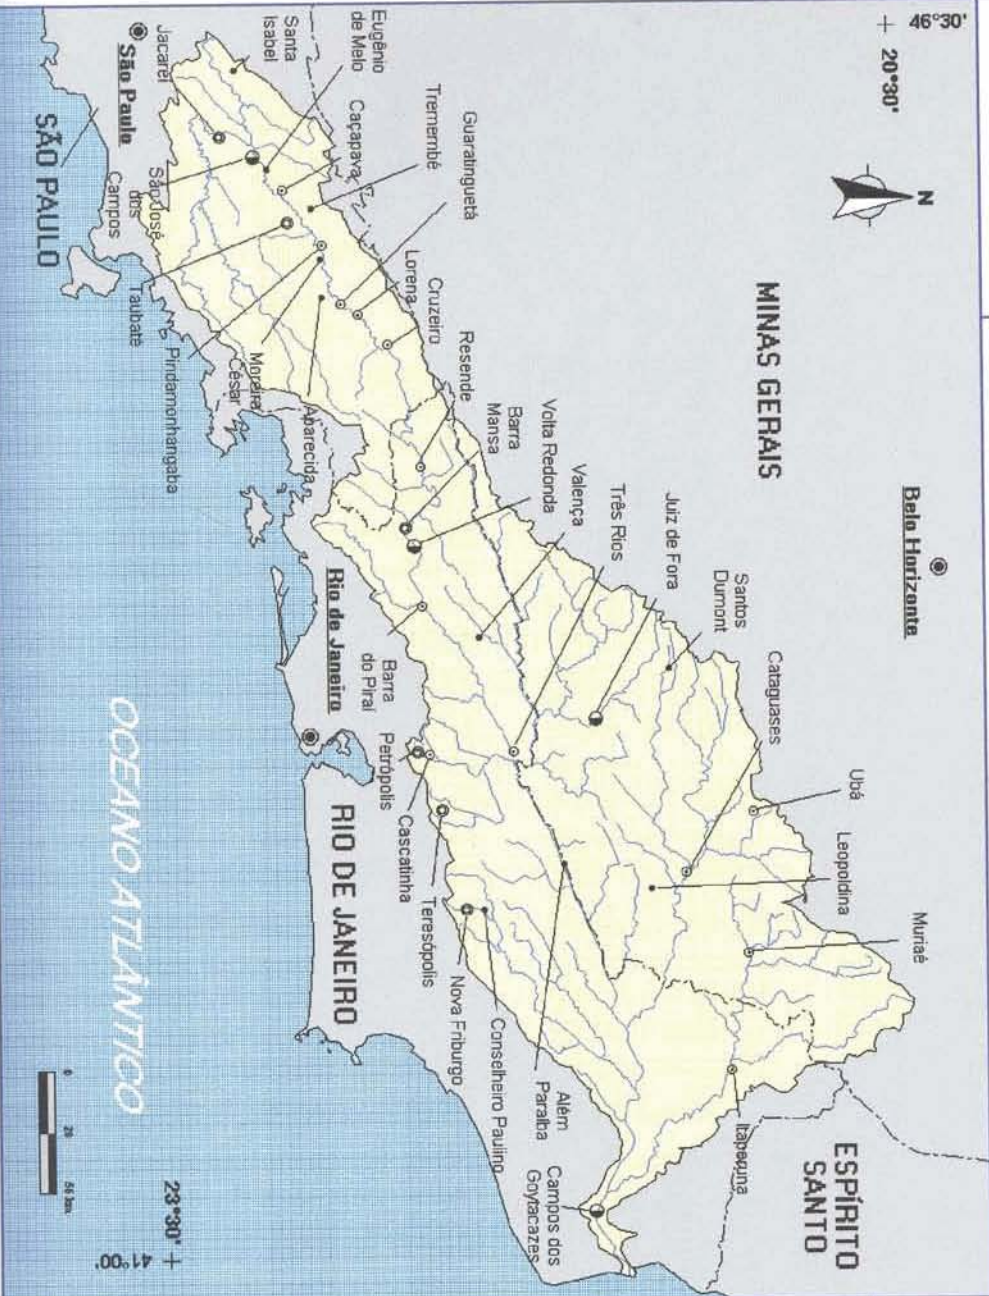 46°30'
20°30'
N
MINAS GERAIS
Belo Horizonte
ESPÍRITO
SANTO
Eugênio
de Melo
Santa
Isabel
Jacareí
São Paulo
SÃO PAULO
Caçapava
Tremembé
Guaratinguetá
Lorena
Cruzeiro
Resende
Barra
Mansa
Volta Redonda
Valença
Três Rios
Juiz de Fora
Santos
Dumont
Cataguases
Ubá
Leopoldina
Muriaé
Itaperuna
São José
dos
Campos
Taubaté
Pindamonhangaba
Moreira
César
Aparecida
Rio de Janeiro
Barra
do Piraí
Petrópolis
Cascatinha
Teresópolis
Nova Friburgo
Conselheiro Paulino
Além
Paraíba
Campos dos
Goytacazes
RIO DE JANEIRO
OCEANO ATLÂNTICO
0
28
56 km
23°30'
41°00'